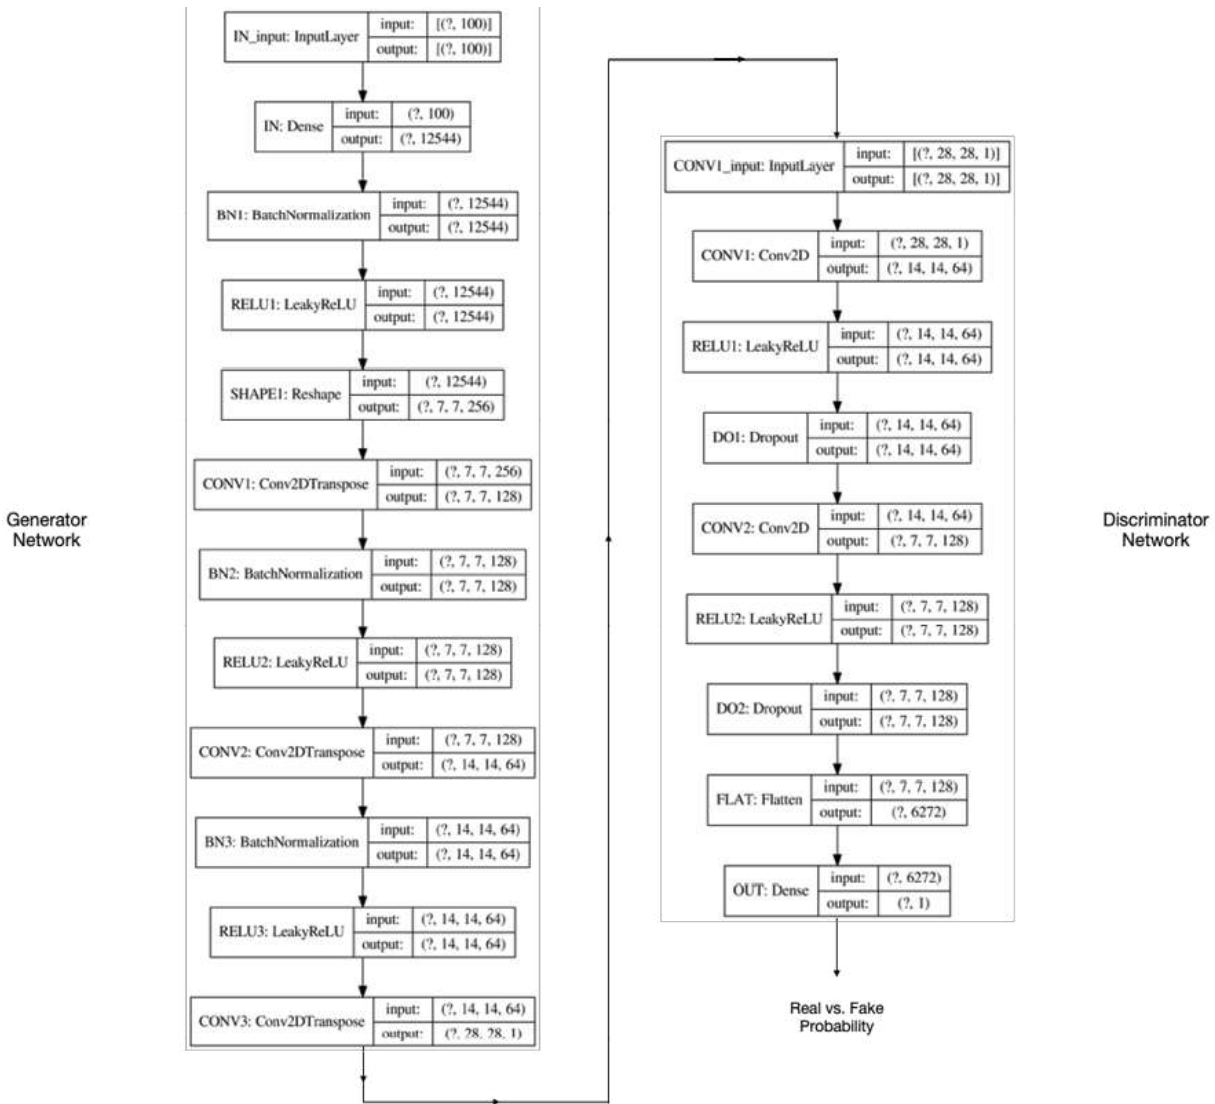 IN_input: InputLayer
input: [(?, 100)]
output: [(?, 100)]
IN: Dense
input: (?, 100)
output: (?, 12544)
BN1: BatchNormalization
input: (?, 12544)
output: (?, 12544)
RELU1: LeakyReLU
input: (?, 12544)
output: (?, 12544)
SHAPE1: Reshape
input: (?, 12544)
output: (?, 7, 7, 256)
CONV1: Conv2DTranspose
input: (?, 7, 7, 256)
output: (?, 7, 7, 128)
Generator
Network
BN2: BatchNormalization
input: (?, 7, 7, 128)
output: (?, 7, 7, 128)
RELU2: LeakyReLU
input: (?, 7, 7, 128)
output: (?, 7, 7, 128)
CONV2: Conv2DTranspose
input: (?, 7, 7, 128)
output: (?, 14, 14, 64)
BN3: BatchNormalization
input: (?, 14, 14, 64)
output: (?, 14, 14, 64)
RELU3: LeakyReLU
input: (?, 14, 14, 64)
output: (?, 14, 14, 64)
CONV3: Conv2DTranspose
input: (?, 14, 14, 64)
output: (?, 28, 28, 1)
CONV1_input: InputLayer
input: [(?, 28, 28, 1)]
output: [(?, 28, 28, 1)]
CONV1: Conv2D
input: (?, 28, 28, 1)
output: (?, 14, 14, 64)
RELU1: LeakyReLU
input: (?, 14, 14, 64)
output: (?, 14, 14, 64)
DO1: Dropout
input: (?, 14, 14, 64)
output: (?, 14, 14, 64)
CONV2: Conv2D
input: (?, 14, 14, 64)
output: (?, 7, 7, 128)
Discriminator
Network
RELU2: LeakyReLU
input: (?, 7, 7, 128)
output: (?, 7, 7, 128)
DO2: Dropout
input: (?, 7, 7, 128)
output: (?, 7, 7, 128)
FLAT: Flatten
input: (?, 7, 7, 128)
output: (?, 6272)
OUT: Dense
input: (?, 6272)
output: (?, 1)
Real vs. Fake
Probability